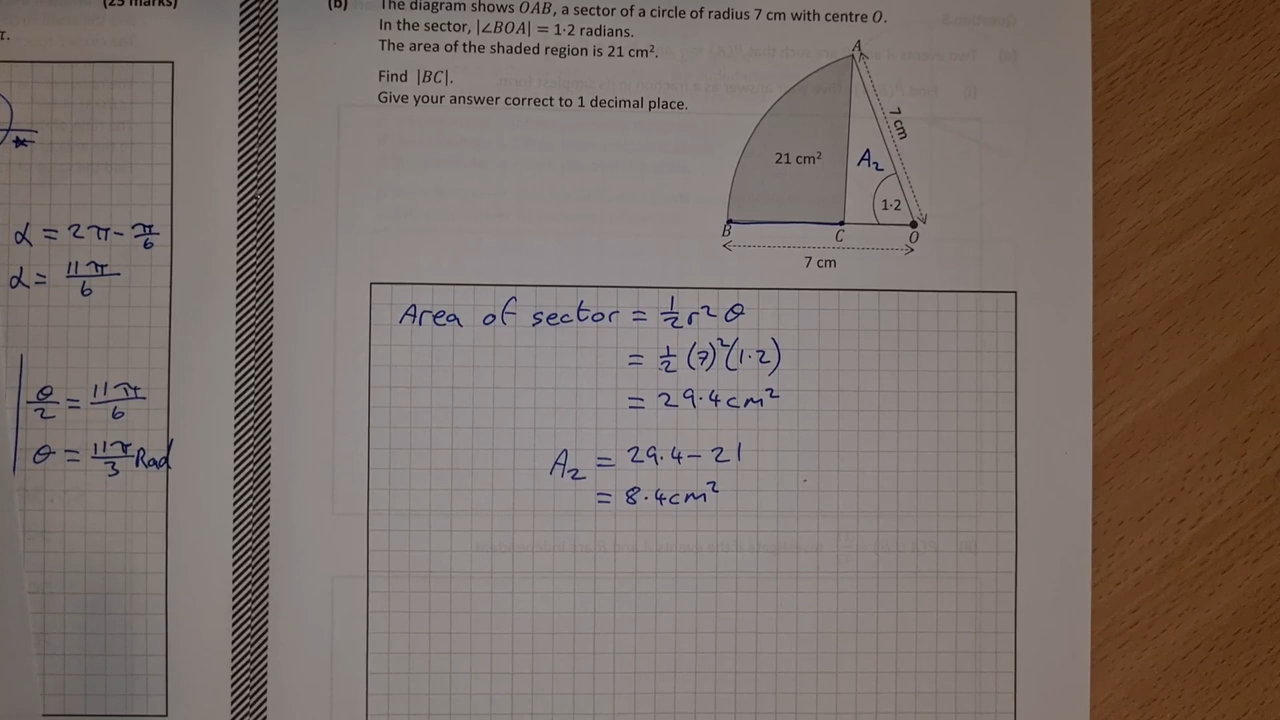 (25 marks)
τ.
α = 2π - π/6
α = 11π/6
θ/2 = 11π/6
θ = 11π/3 Rad
(b) The diagram shows OAB, a sector of a circle of radius 7 cm with centre O.
In the sector, |∠BOA| = 1·2 radians.
The area of the shaded region is 21 cm².
Find |BC|.
Give your answer correct to 1 decimal place.
A
7 cm
21 cm²
A₂
1·2
B
C
O
7 cm
Area of sector = ½r²θ
= ½(7)²(1·2)
= 29·4cm²
A₂ = 29·4 - 21
= 8·4cm²